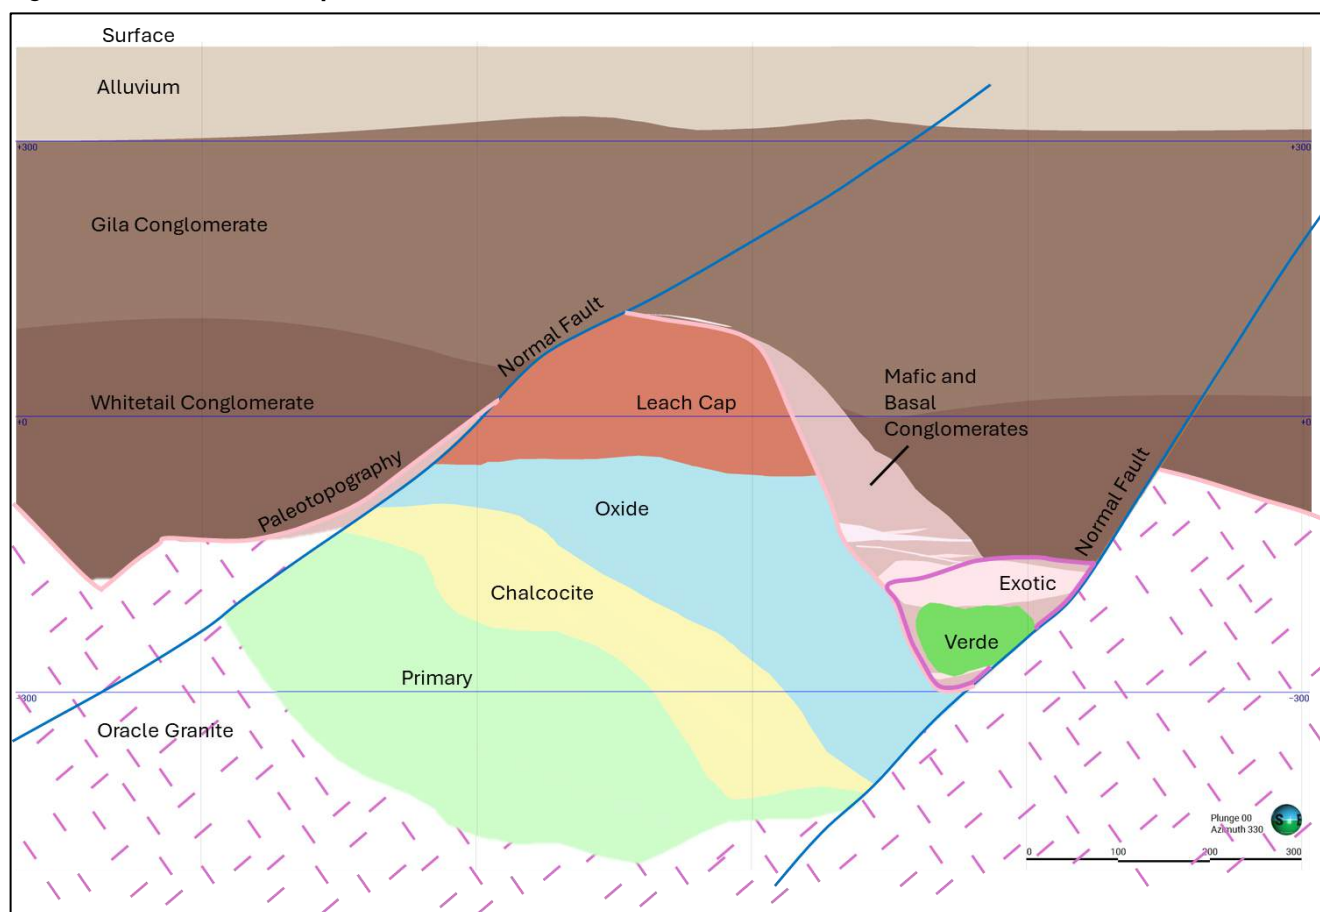 Surface
Alluvium
+300
+300
Gila Conglomerate
Normal Fault
Whitetail Conglomerate
Leach Cap
Mafic and
Basal
Conglomerates
+0
+0
Paleotopography
Normal Fault
Oxide
Exotic
Chalcocite
Verde
Primary
-300
Oracle Granite
Plunge 00
Azimuth 330
0
100
200
300